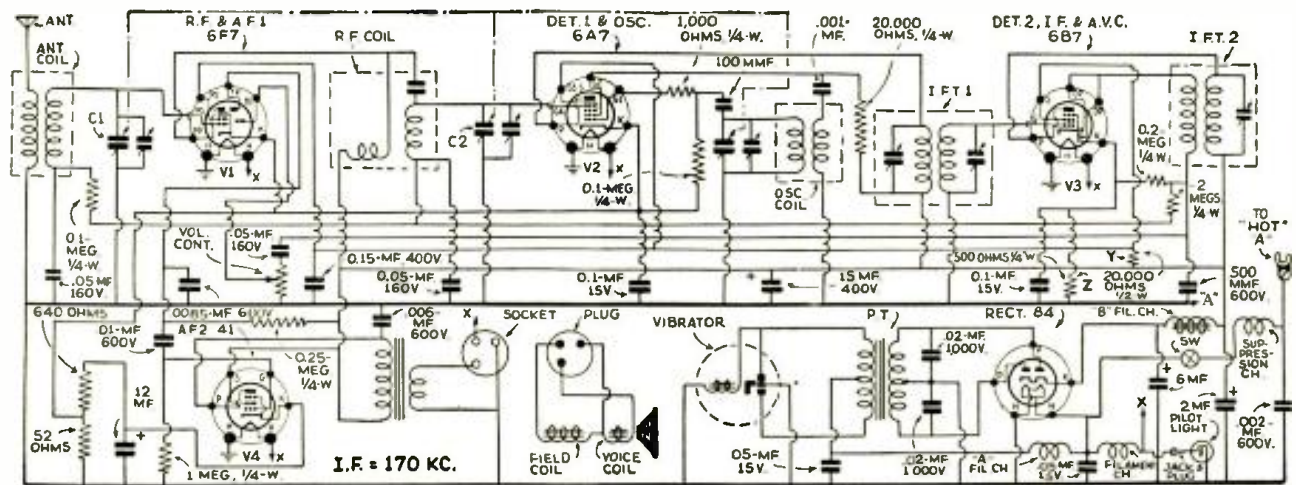 ANT.
ANT.
COIL
C1
R.F. & A F 1
6F7
R F COIL
V1
X
DET. 1 & OSC.
6A7
1,000
OHMS, 1/4-W.
100 MMF.
C2
V2
X
0.1-MEG
1/4-W.
.001-
MF.
20,000
OHMS, 1/4-W.
OSC
COIL
I F T 1
DET. 2, I F. & A.V.C.
6B7
V3
X
I F T. 2
0.2-
MEG
1/4 W
2
MEGS
1/4-W
TO
"HOT"
A
0.1-
MEG.
1/4-W
.05 MF
160V.
VOL.
CONT.
.05-MF
160V
0.15-MF, 400V.
0.05-MF
160V.
0.1-MF
15V
15 MF
400V.
500 OHMS 1/4 W
0.1-MF
15V.
Z
Y
20,000
OHMS
1/2 W
"A"
500
MMF
600V.
640 OHMS
.01-MF
600V
A F 2 41
0.25-
MEG
1/4-W
.006-
MF
600V.
X
SOCKET
PLUG
VIBRATOR
P T
.02-MF.
1,000V.
RECT. 84
B" FIL. CH.
SW
SUP-
PRES-
SION
CH.
6 MF
X
2 MF
PILOT
LIGHT
.002-
MF
600V.
12
MF
52
OHMS
V4
X
1 MEG, 1/4-W.
I.F. = 170 KC.
FIELD
COIL
VOICE
COIL
05-MF
15V.
.02-MF
1 000V
"A"
FIL CH
15V
FILAMENT
CH.
JACK &
PLUG